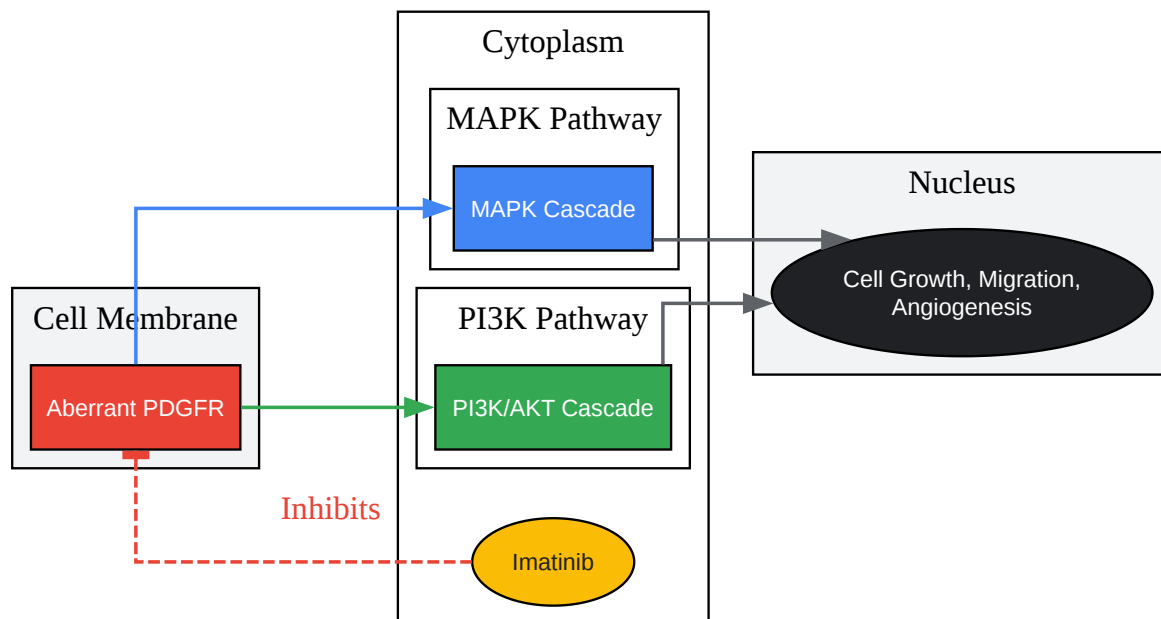 Cytoplasm
MAPK Pathway
MAPK Cascade
Nucleus
Cell Growth, Migration,
Angiogenesis
Cell Membrane
Aberrant PDGFR
PI3K Pathway
PI3K/AKT Cascade
Inhibits
Imatinib